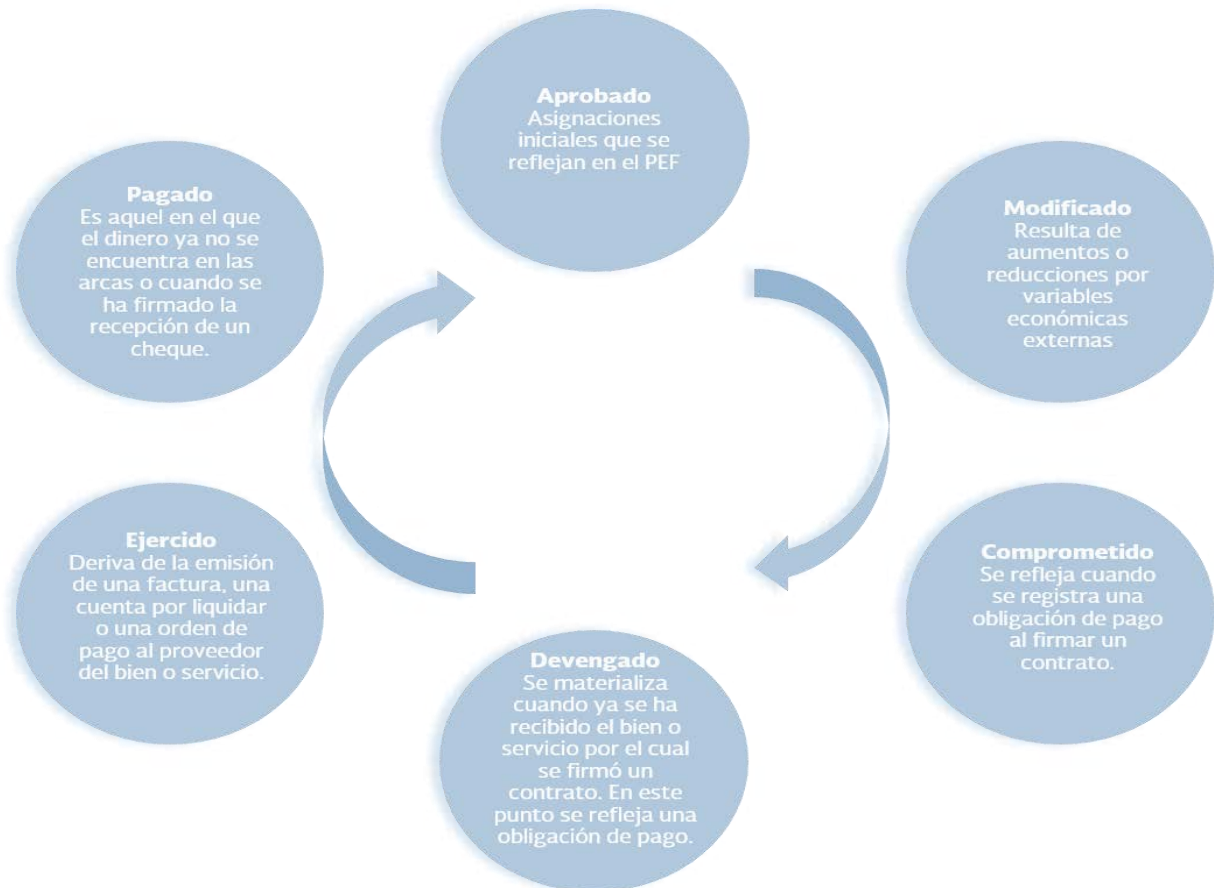 Aprobado
Asignaciones
iniciales que se
reflejan en el PEF
Modificado
Resulta de
aumentos o
reducciones por
variables
económicas
externas
Comprometido
Se refleja cuando
se registra una
obligación de pago
al firmar un
contrato.
Devengado
Se materializa
cuando ya se ha
recibido el bien o
servicio por el cual
se firmó un
contrato. En este
punto se refleja una
obligación de pago.
Ejercido
Deriva de la emisión
de una factura, una
cuenta por liquidar
o una orden de
pago al proveedor
del bien o servicio.
Pagado
Es aquel en el que
el dinero ya no se
encuentra en las
arcas o cuando se
ha firmado la
recepción de un
cheque.